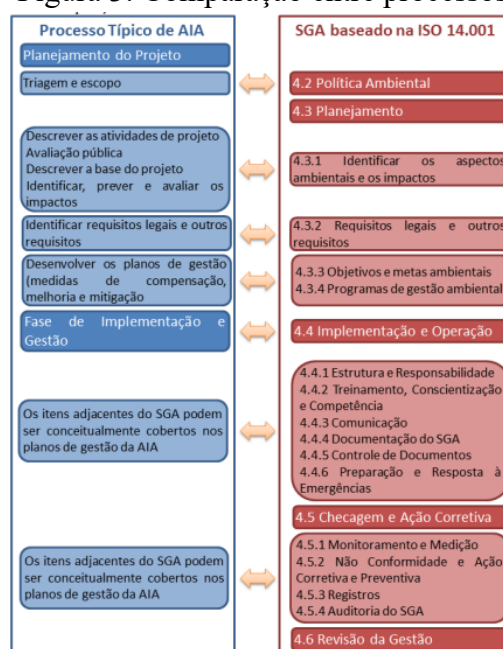 Processo Típico de AIA
Planejamento do Projeto
Triagem e escopo
Descrever as atividades de projeto
Avaliação pública
Descrever a base do projeto
Identificar, prever e avaliar os
impactos
Identificar requisitos legais e outros
requisitos
Desenvolver os planos de gestão
(medidas de compensação,
melhoria e mitigação
Fase de Implementação e
Gestão
Os itens adjacentes do SGA podem
ser conceitualmente cobertos nos
planos de gestão da AIA
Os itens adjacentes do SGA podem
ser conceitualmente cobertos nos
planos de gestão da AIA
SGA baseado na ISO 14.001
4.2 Política Ambiental
4.3 Planejamento
4.3.1 Identificar os aspectos
ambientais e os impactos
4.3.2 Requisitos legais e outros
requisitos
4.3.3 Objetivos e metas ambientais
4.3.4 Programas de gestão ambiental
4.4 Implementação e Operação
4.4.1 Estrutura e Responsabilidade
4.4.2 Treinamento, Conscientização
e Competência
4.4.3 Comunicação
4.4.4 Documentação do SGA
4.4.5 Controle de Documentos
4.4.6 Preparação e Resposta à
Emergências
4.5 Checagem e Ação Corretiva
4.5.1 Monitoramento e Medição
4.5.2 Não Conformidade e Ação
Corretiva e Preventiva
4.5.3 Registros
4.5.4 Auditoria do SGA
4.6 Revisão da Gestão